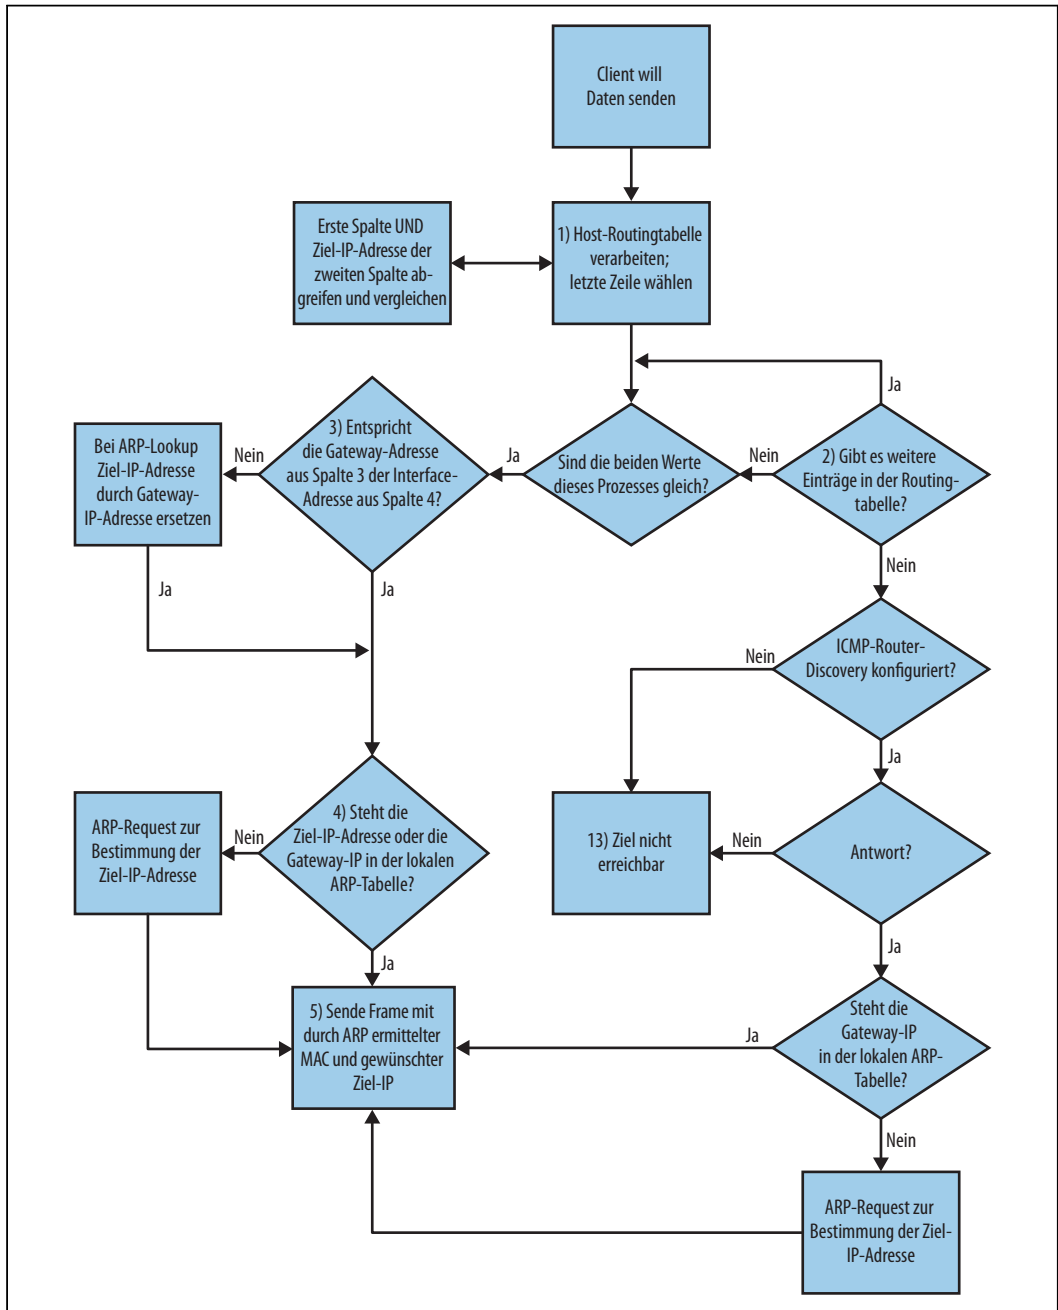 Client will
Daten senden
Erste Spalte UND
Ziel-IP-Adresse der
zweiten Spalte ab-
greifen und vergleichen
1) Host-Routingtabelle
verarbeiten;
letzte Zeile wählen
Ja
Bei ARP-Lookup
Ziel-IP-Adresse
durch Gateway-
IP-Adresse ersetzen
Nein
3) Entspricht
die Gateway-Adresse
aus Spalte 3 der Interface-
Adresse aus Spalte 4?
Ja
Sind die beiden Werte
dieses Prozesses gleich?
Nein
2) Gibt es weitere
Einträge in der Routing-
tabelle?
Nein
Ja
Ja
ICMP-Router-
Discovery konfiguriert?
Nein
Ja
ARP-Request zur
Bestimmung der
Ziel-IP-Adresse
Nein
4) Steht die
Ziel-IP-Adresse oder die
Gateway-IP in der lokalen
ARP-Tabelle?
13) Ziel nicht
erreichbar
Nein
Antwort?
Ja
Ja
5) Sende Frame mit
durch ARP ermittelter
MAC und gewünschter
Ziel-IP
Ja
Steht die
Gateway-IP
in der lokalen ARP-
Tabelle?
Nein
ARP-Request zur
Bestimmung der Ziel-
IP-Adresse